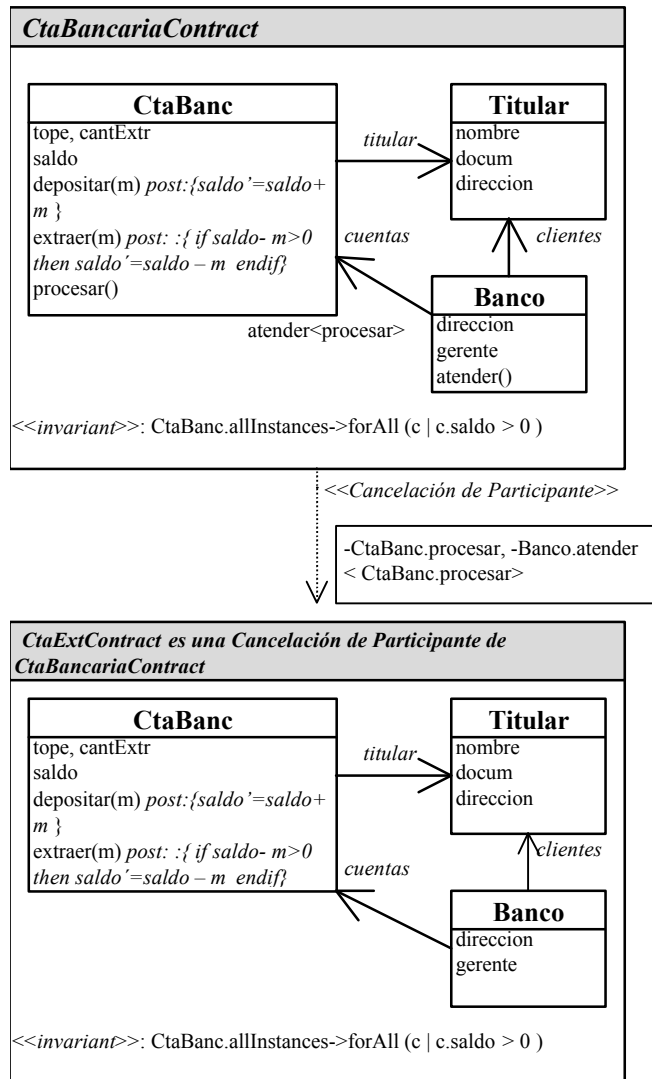 CtaBancariaContract
CtaBanc
tope, cantExtr
saldo
depositar(m) post:{saldo’=saldo+
m }
extraer(m) post: :{ if saldo- m>0
then saldo´=saldo – m endif}
procesar()
titular
Titular
nombre
docum
direccion
cuentas
clientes
Banco
direccion
gerente
atender()
atender<procesar>
<<invariant>>: CtaBanc.allInstances->forAll (c | c.saldo > 0 )
<<Cancelación de Participante>>
-CtaBanc.procesar, -Banco.atender
< CtaBanc.procesar>
CtaExtContract es una Cancelación de Participante de
CtaBancariaContract
CtaBanc
tope, cantExtr
saldo
depositar(m) post:{saldo’=saldo+
m }
extraer(m) post: :{ if saldo- m>0
then saldo´=saldo – m endif}
titular
Titular
nombre
docum
direccion
cuentas
clientes
Banco
direccion
gerente
<<invariant>>: CtaBanc.allInstances->forAll (c | c.saldo > 0 )